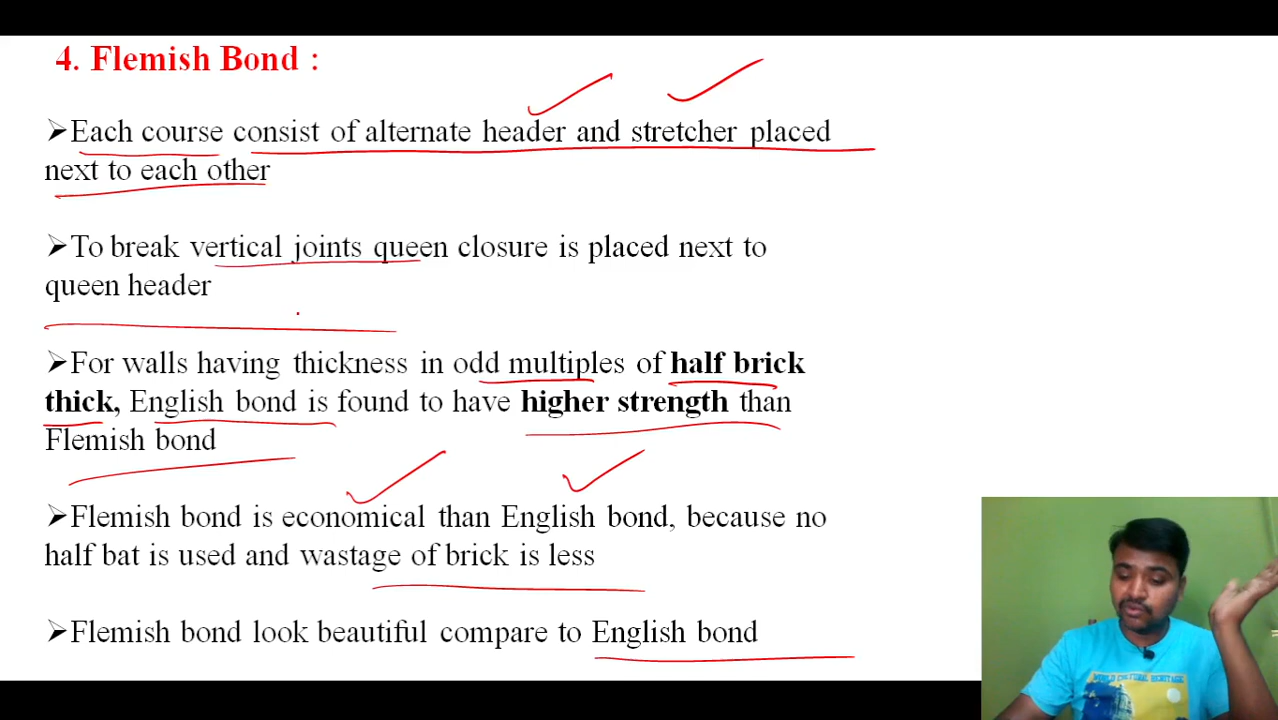 4. Flemish Bond :
➢Each course consist of alternate header and stretcher placed
next to each other
➢To break vertical joints queen closure is placed next to
queen header
➢For walls having thickness in odd multiples of half brick
thick, English bond is found to have higher strength than
Flemish bond
➢Flemish bond is economical than English bond, because no
half bat is used and wastage of brick is less
➢Flemish bond look beautiful compare to English bond
WORLD CULTURAL HERITAGE